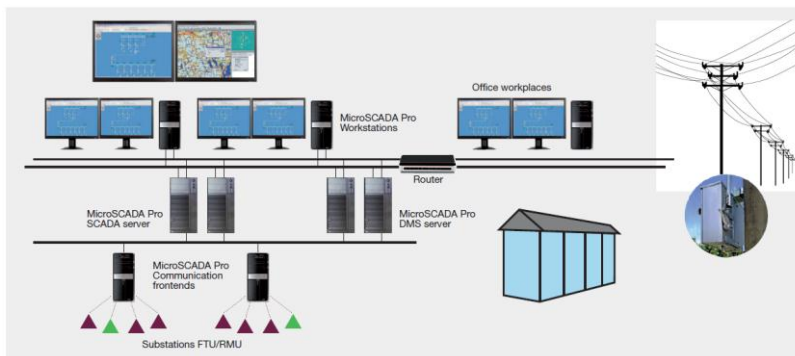 Office workplaces
MicroSCADA Pro
Workstations
Router
MicroSCADA Pro
SCADA server
MicroSCADA Pro
DMS server
MicroSCADA Pro
Communication
frontends
Substations FTU/RMU